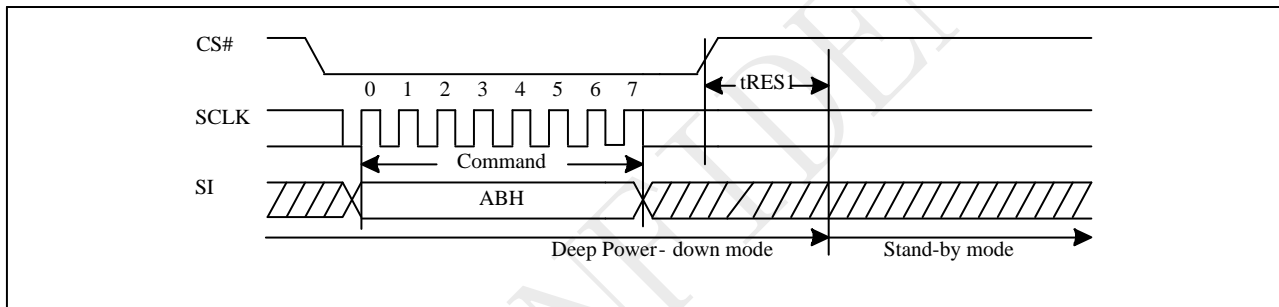 CS#
tRES1
0 1 2 3 4 5 6 7
SCLK
Command
SI
ABH
Deep Power- down mode Stand-by mode